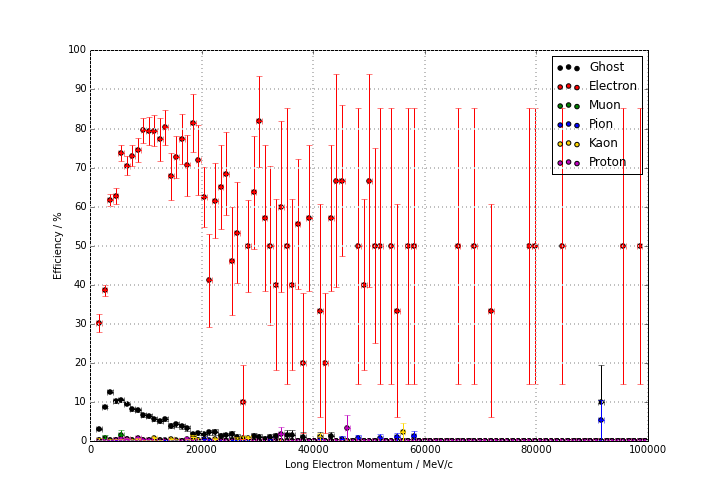 100
90
80
70
60
50
40
30
20
10
0
Efficiency / %
Ghost
Electron
Muon
Pion
Kaon
Proton
0 20000 40000 60000 80000 100000
Long Electron Momentum / MeV/c